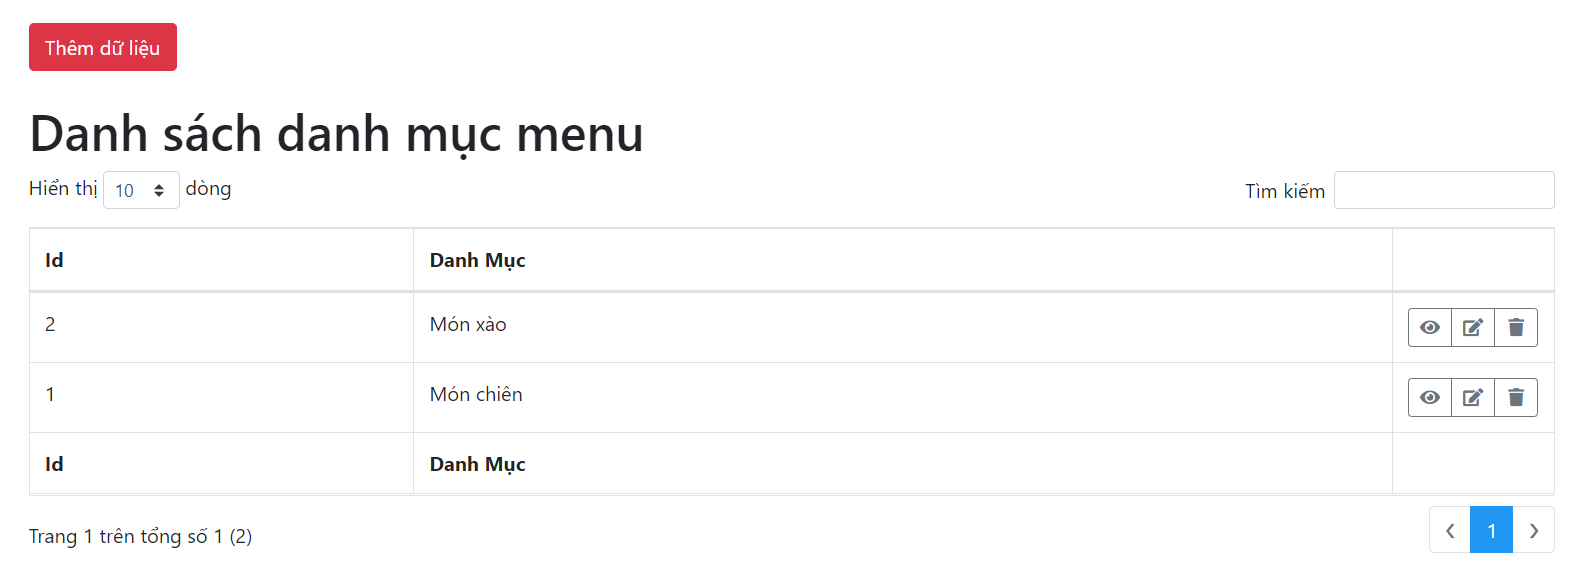 Thêm dữ liệu
Danh sách danh mục menu
Hiển thị 10 dòng Tìm kiếm
Id Danh Mục
2 Món xào
1 Món chiên
Id Danh Mục
Trang 1 trên tổng số 1 (2) ‹ 1 ›